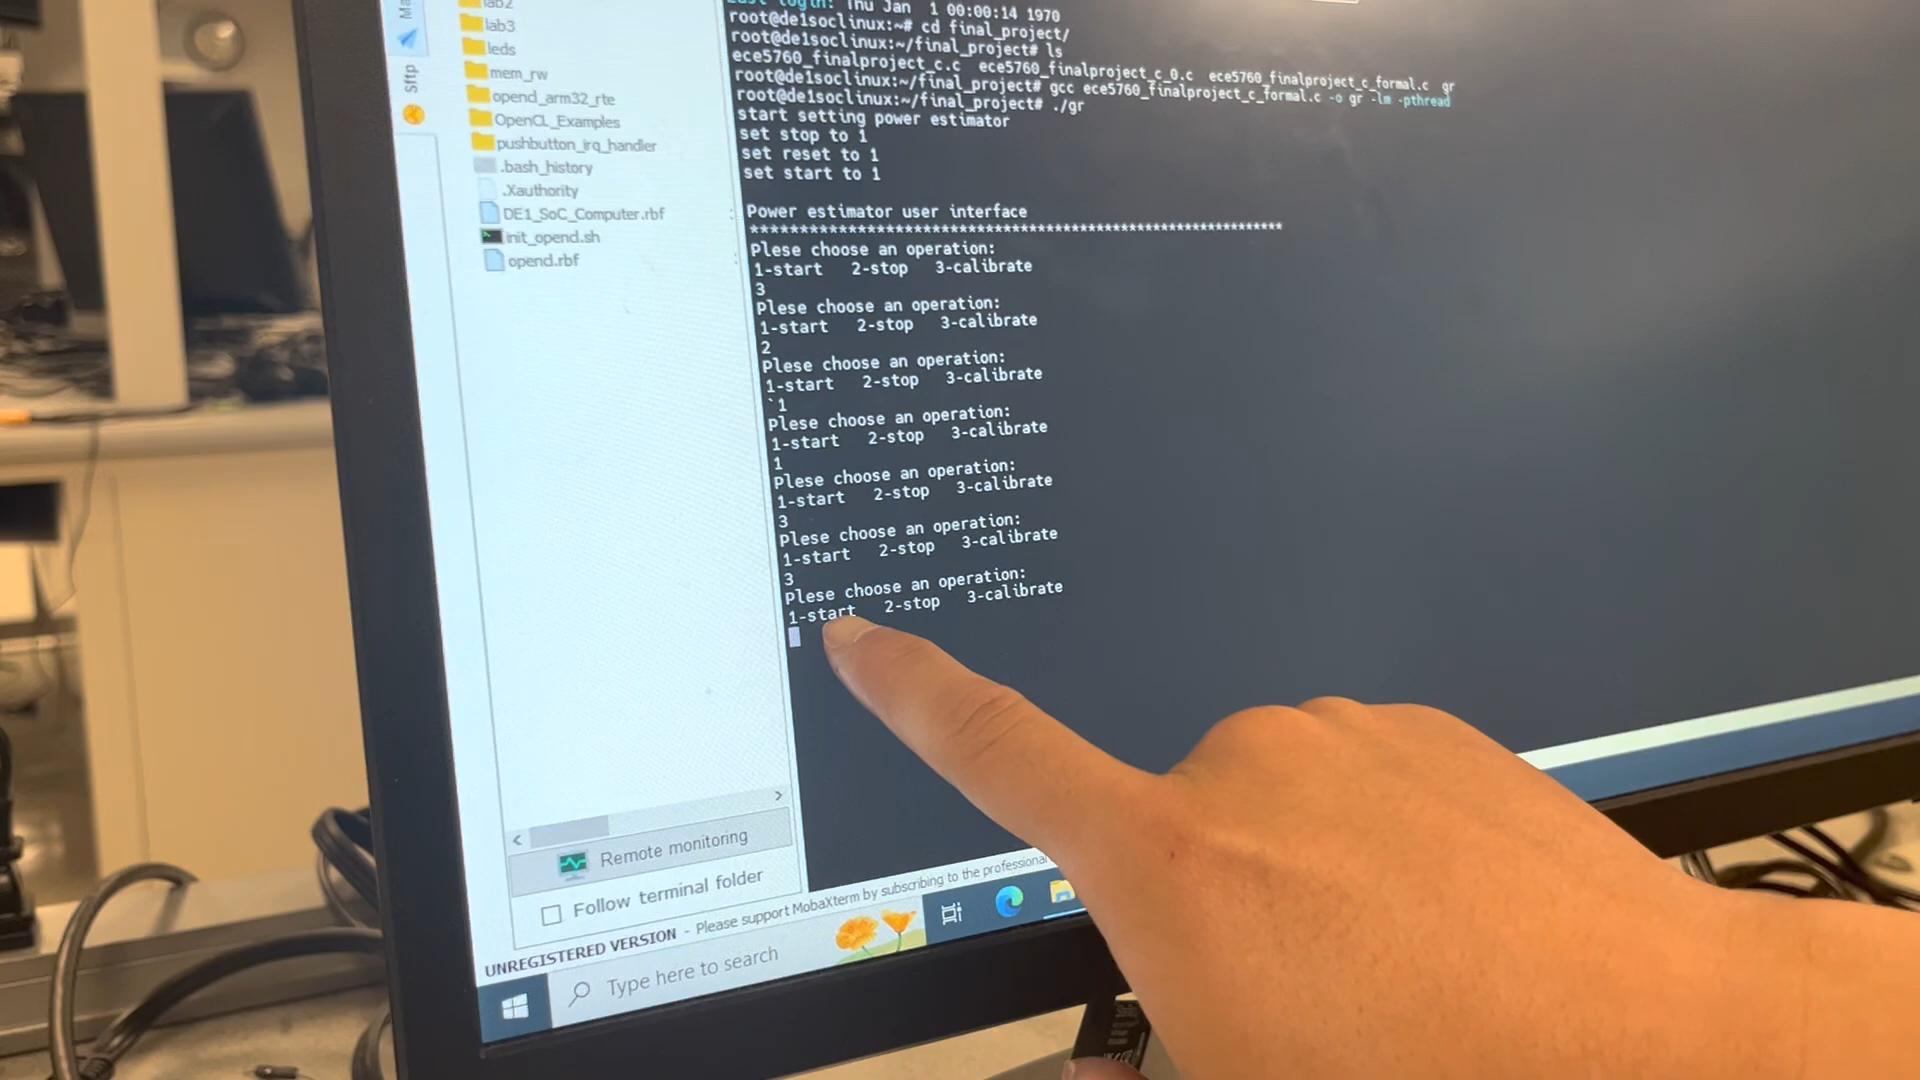 Sftp
lab2
lab3
leds
mem_rw
opend_arm32_rte
OpenCL_Examples
pushbutton_irq_handler
.bash_history
.Xauthority
DE1_SoC_Computer.rbf
init_opend.sh
opend.rbf
Remote monitoring
Follow terminal folder
Last login: Thu Jan 1 00:00:14 1970
root@de1soclinux:~# cd final_project/
root@de1soclinux:~/final_project# ls
ece5760_finalproject_c.c ece5760_finalproject_c_0.c ece5760_finalproject_c_formal.c gr
root@de1soclinux:~/final_project# gcc ece5760_finalproject_c_formal.c -o gr -lm -pthread
root@de1soclinux:~/final_project# ./gr
start setting power estimator
set stop to 1
set reset to 1
set start to 1
Power estimator user interface
*******************************************************************
Plese choose an operation:
1-start 2-stop 3-calibrate
3
Plese choose an operation:
1-start 2-stop 3-calibrate
2
Plese choose an operation:
1-start 2-stop 3-calibrate
`1
Plese choose an operation:
1-start 2-stop 3-calibrate
1
Plese choose an operation:
1-start 2-stop 3-calibrate
3
Plese choose an operation:
1-start 2-stop 3-calibrate
3
Plese choose an operation:
1-start 2-stop 3-calibrate
UNREGISTERED VERSION - Please support MobaXterm by subscribing to the professional
Type here to search